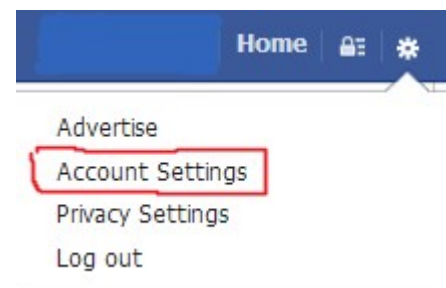 Home
Advertise
Account Settings
Privacy Settings
Log out